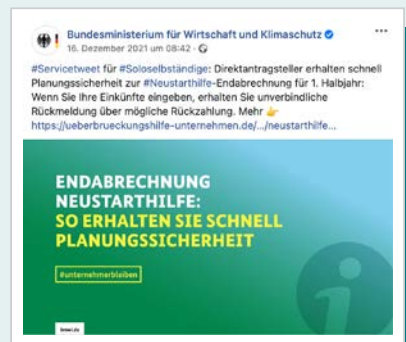 Bundesministerium für Wirtschaft und Klimaschutz
16. Dezember 2021 um 08:42 ·
#Servicetweet für #Soloselbständige: Direktantragsteller erhalten schnell
Planungssicherheit zur #Neustarthilfe-Endabrechnung für 1. Halbjahr:
Wenn Sie Ihre Einkünfte eingeben, erhalten Sie unverbindliche
Rückmeldung über mögliche Rückzahlung. Mehr 👉
https://ueberbrueckungshilfe-unternehmen.de/.../neustarthilfe...
ENDABRECHNUNG
NEUSTARTHILFE:
SO ERHALTEN SIE SCHNELL
PLANUNGSSICHERHEIT
#unternehmerbleiben